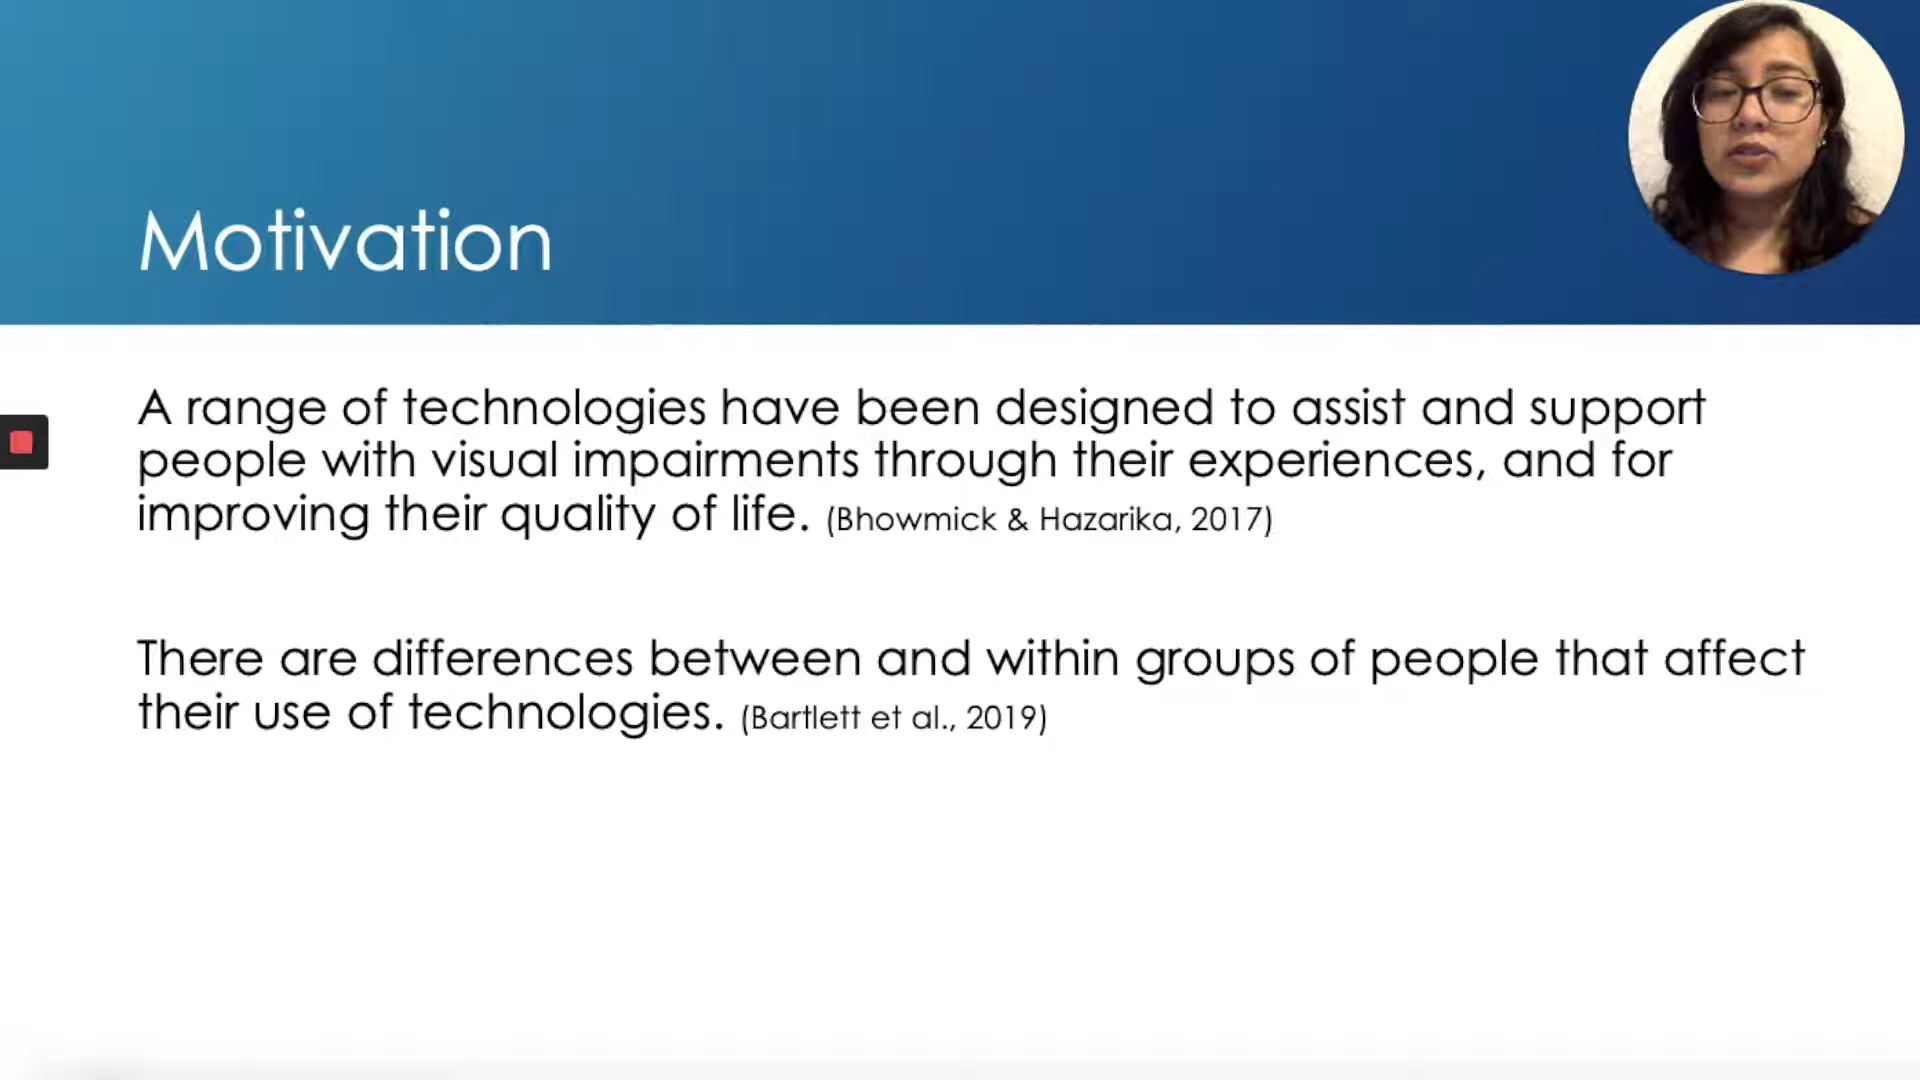 Motivation
A range of technologies have been designed to assist and support
people with visual impairments through their experiences, and for
improving their quality of life. (Bhowmick & Hazarika, 2017)
There are differences between and within groups of people that affect
their use of technologies. (Bartlett et al., 2019)